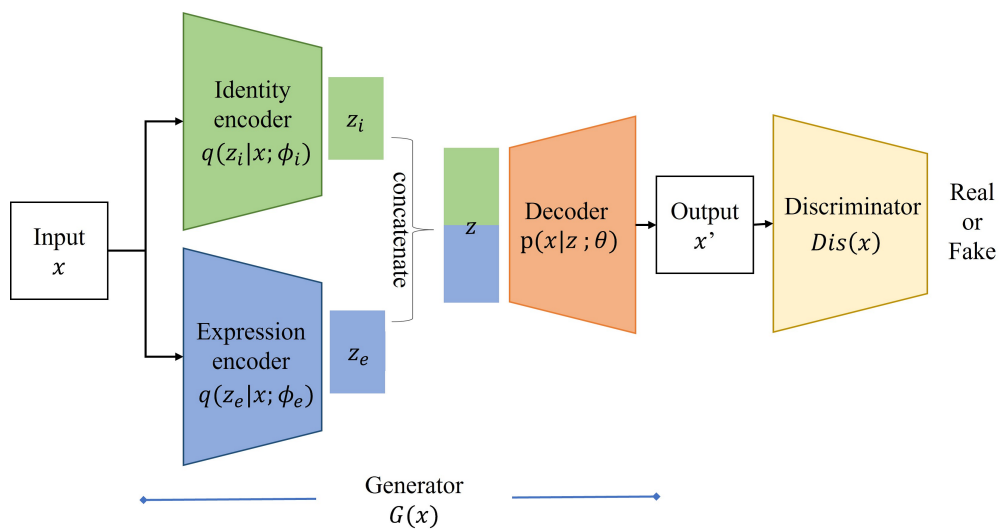 Input
x
Identity
encoder
q(z_i|x; ϕ_i)
z_i
Expression
encoder
q(z_e|x; ϕ_e)
z_e
concatenate
z
Decoder
p(x|z ; θ)
Output
x’
Discriminator
Dis(x)
Real
or
Fake
Generator
G(x)